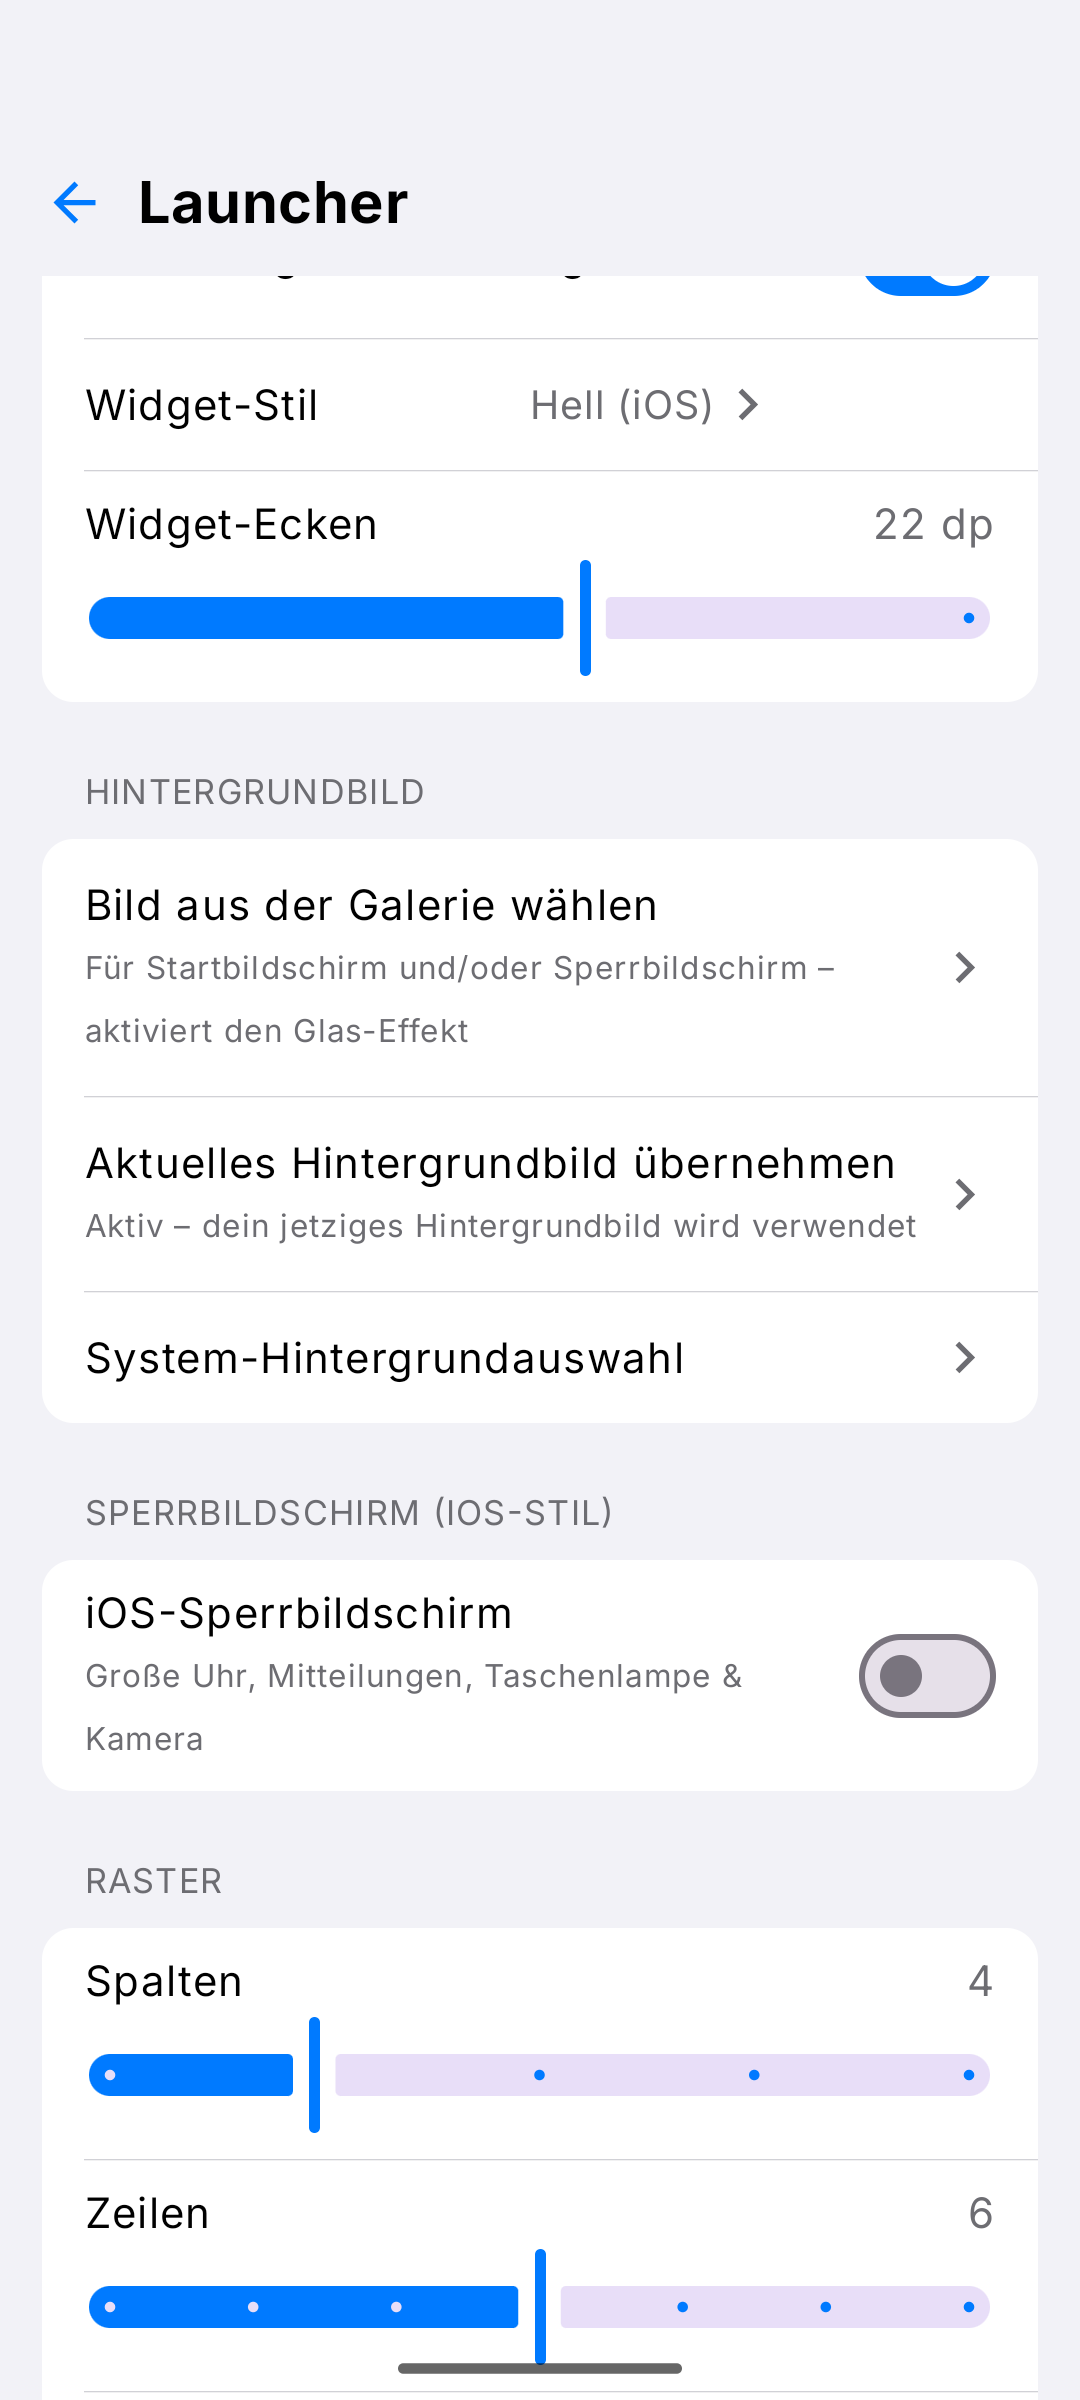 Launcher
Widget-Stil
Hell (iOS)
Widget-Ecken
22 dp
HINTERGRUNDBILD
Bild aus der Galerie wählen
Für Startbildschirm und/oder Sperrbildschirm –
aktiviert den Glas-Effekt
Aktuelles Hintergrundbild übernehmen
Aktiv – dein jetziges Hintergrundbild wird verwendet
System-Hintergrundauswahl
SPERRBILDSCHIRM (IOS-STIL)
iOS-Sperrbildschirm
Große Uhr, Mitteilungen, Taschenlampe &
Kamera
RASTER
Spalten
4
Zeilen
6